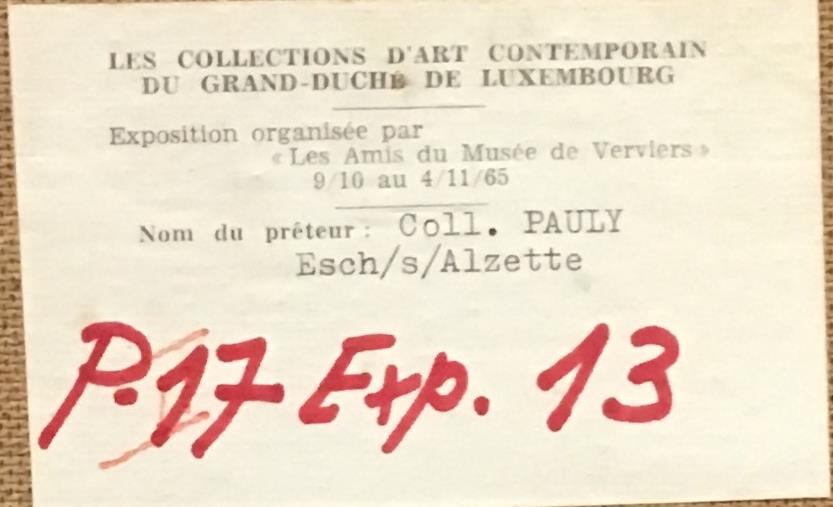 LES COLLECTIONS D'ART CONTEMPORAIN
DU GRAND-DUCHÉ DE LUXEMBOURG
Exposition organisée par
« Les Amis du Musée de Verviers »
9/10 au 4/11/65
Nom du prêteur : Coll. PAULY
Esch/s/Alzette
P.17 Exp. 13